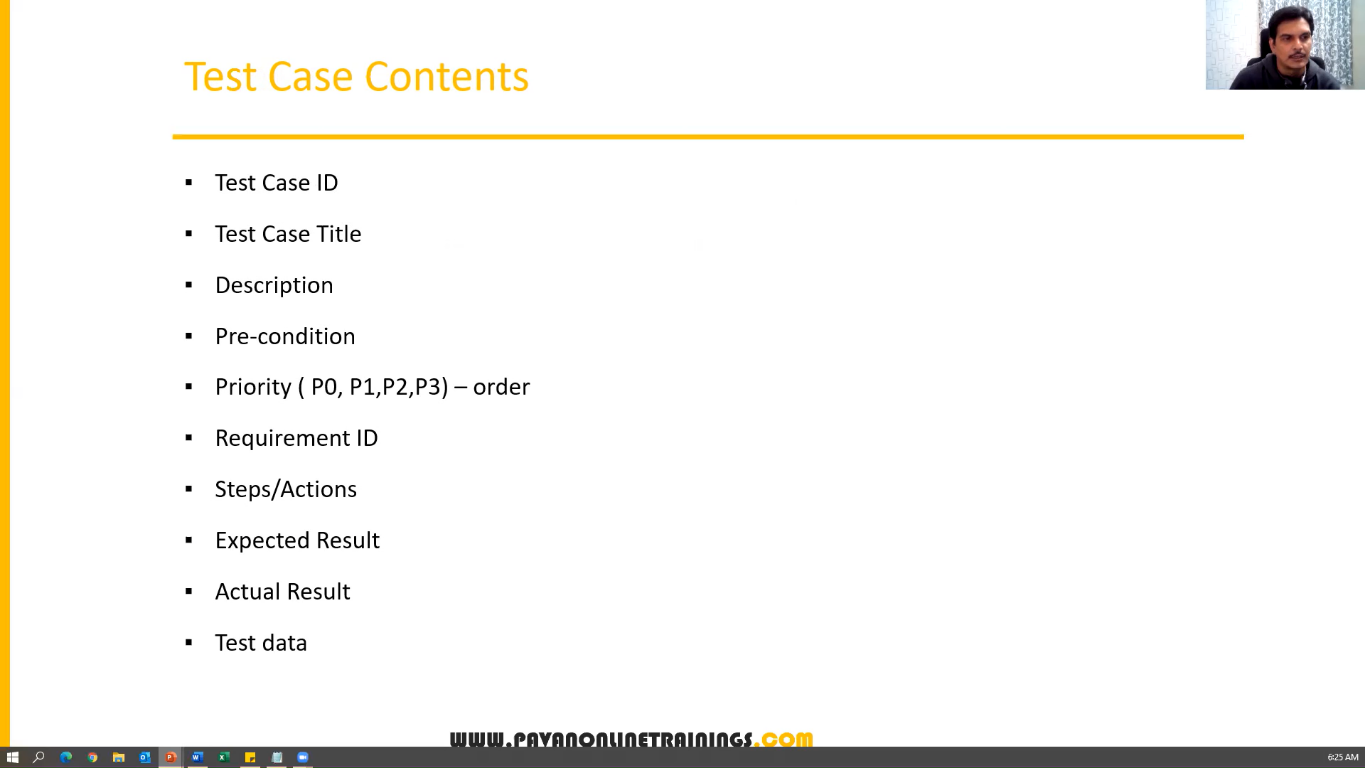 Test Case Contents
▪ Test Case ID
▪ Test Case Title
▪ Description
▪ Pre-condition
▪ Priority ( P0, P1,P2,P3) – order
▪ Requirement ID
▪ Steps/Actions
▪ Expected Result
▪ Actual Result
▪ Test data
WWW.PAVANONLINETRAININGS.COM
6:25 AM